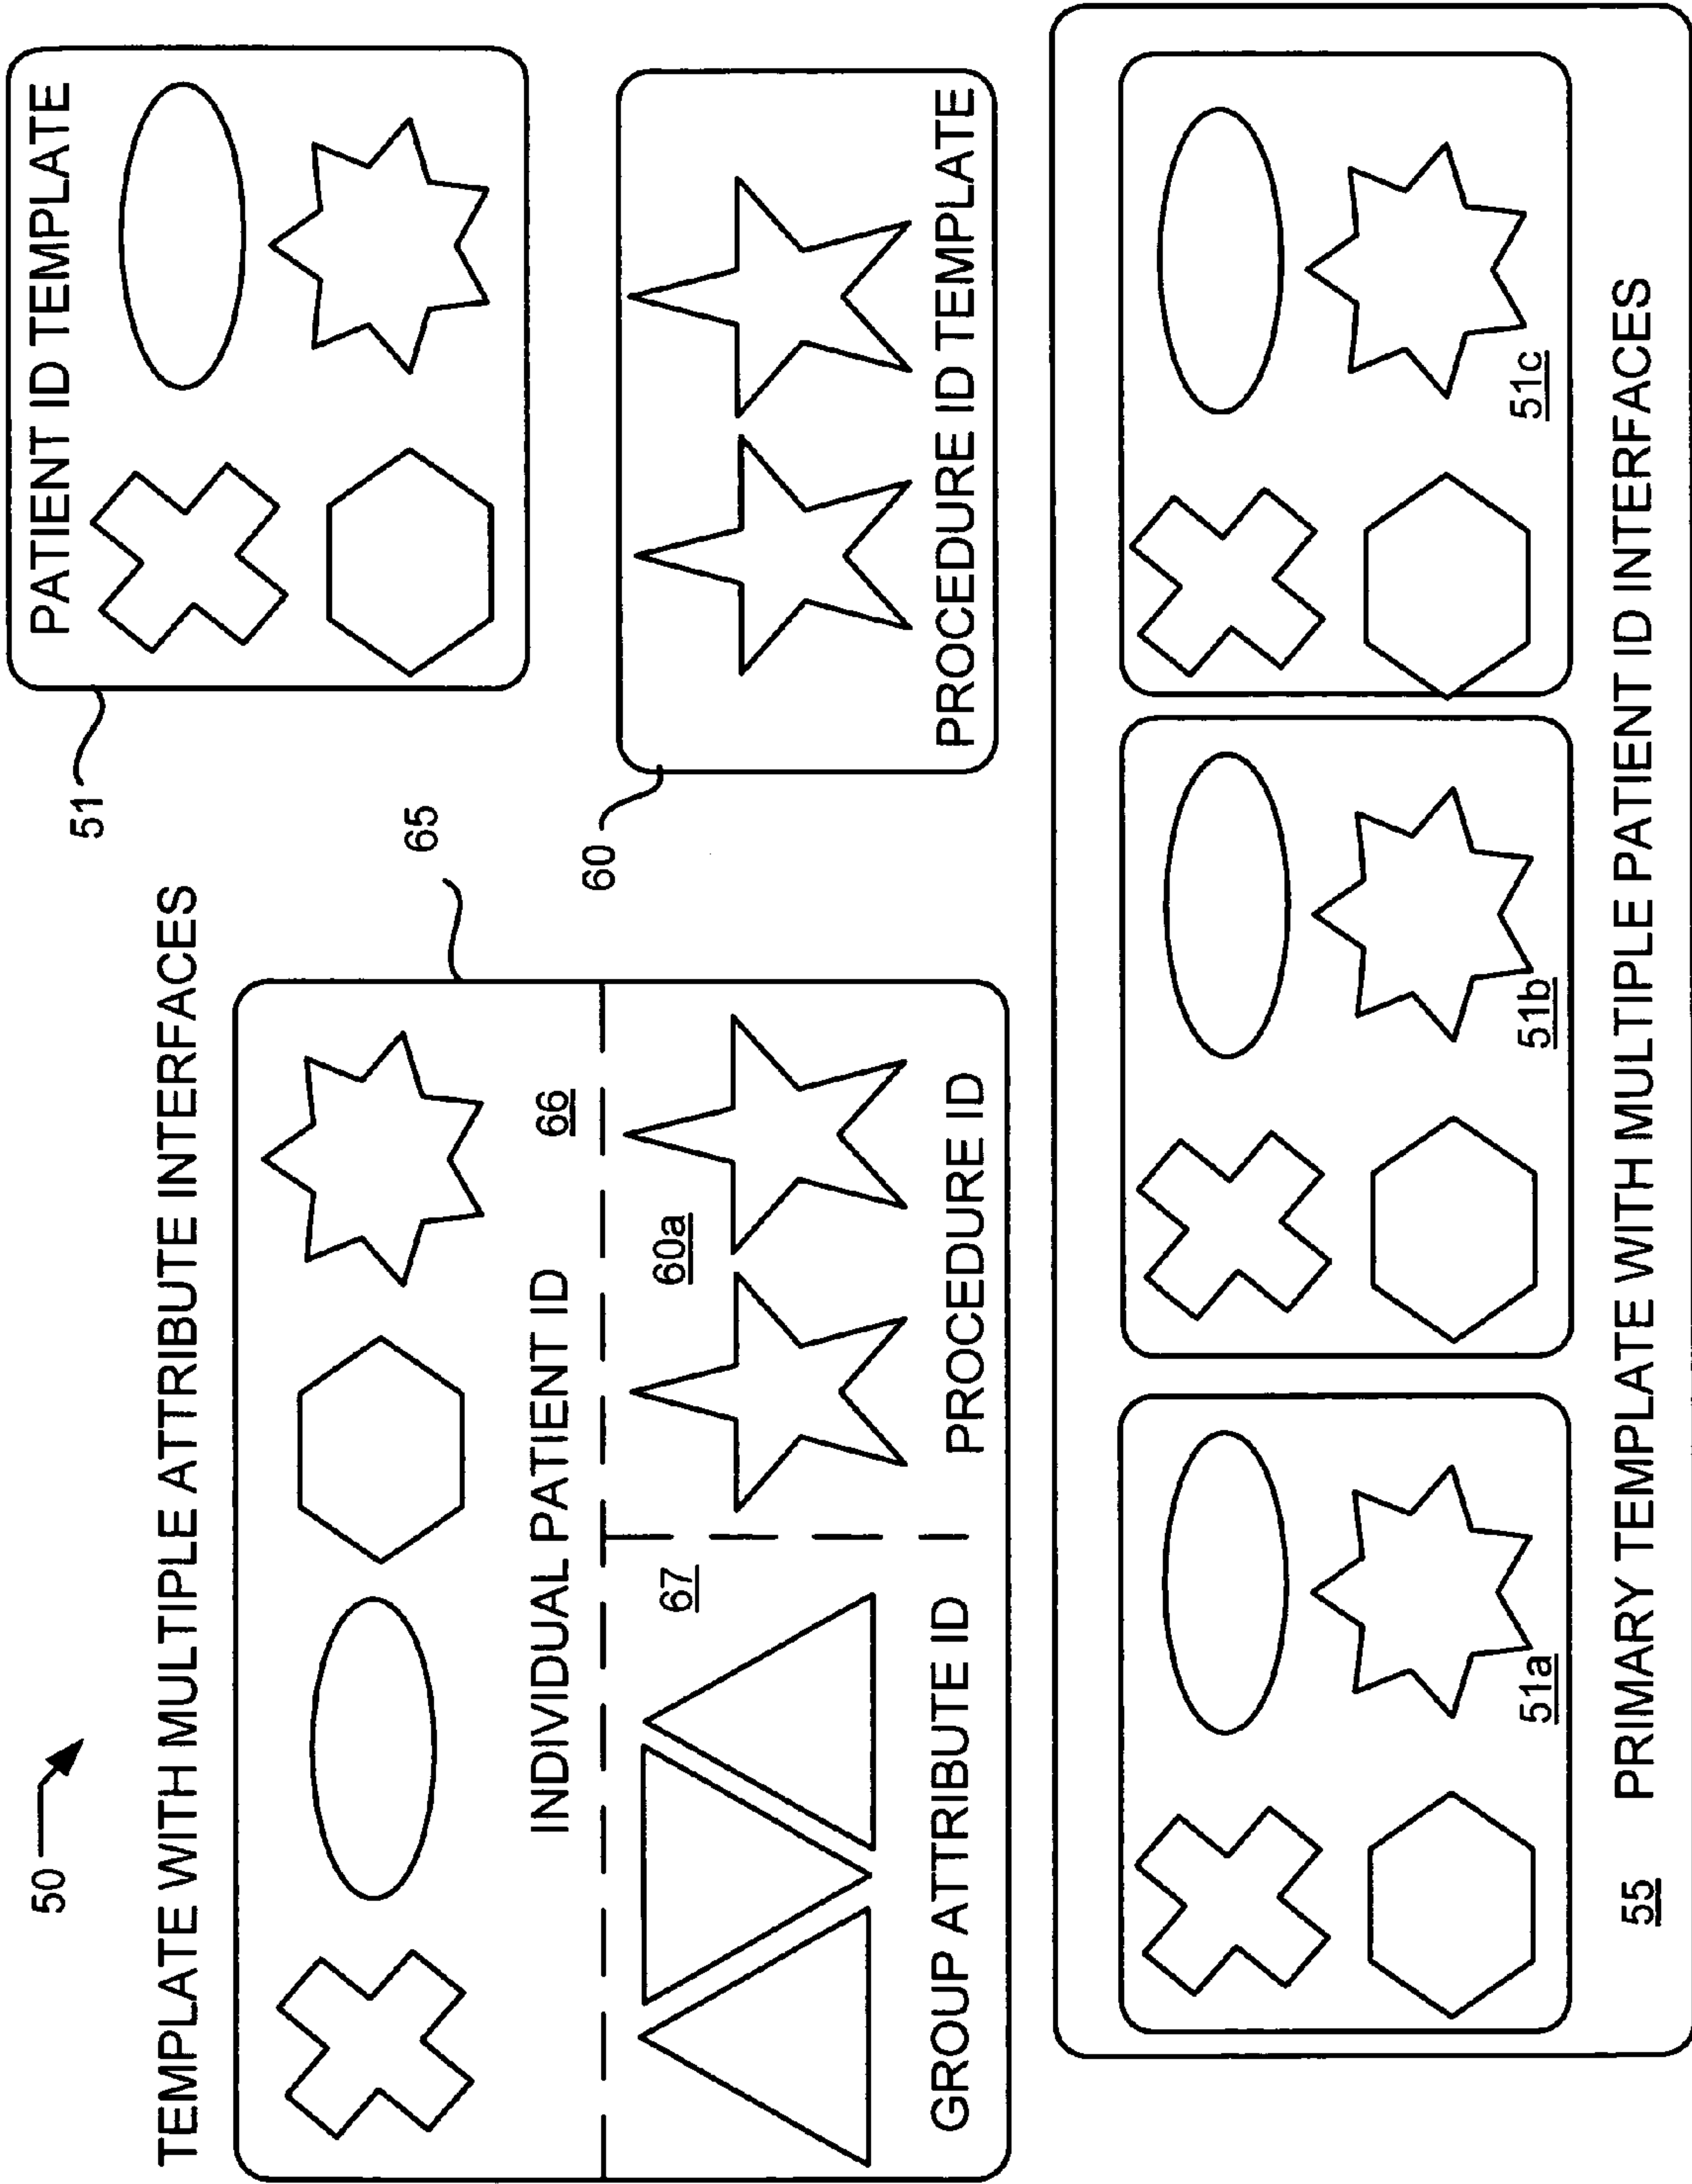 50
TEMPLATE WITH MULTIPLE ATTRIBUTE INTERFACES
65
INDIVIDUAL PATIENT ID
66
67
60a
GROUP ATTRIBUTE ID
PROCEDURE ID
51
PATIENT ID TEMPLATE
60
PROCEDURE ID TEMPLATE
51a
51b
51c
55
PRIMARY TEMPLATE WITH MULTIPLE PATIENT ID INTERFACES